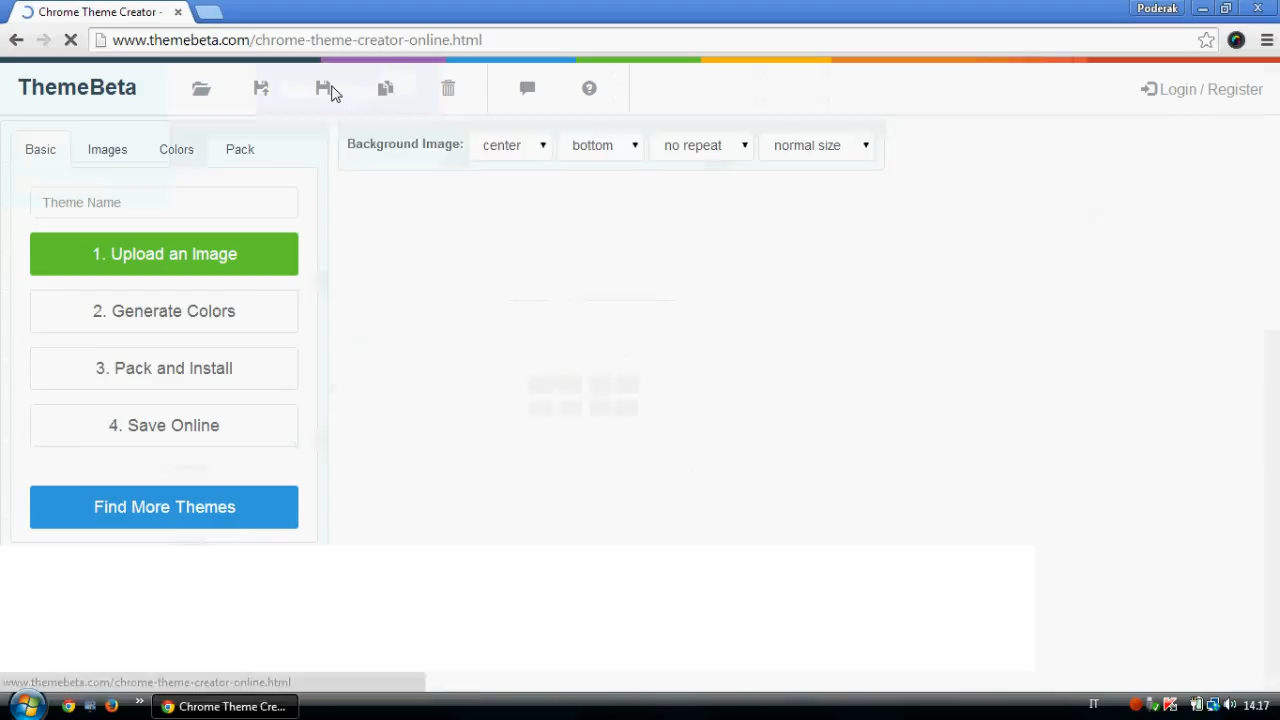 Chrome Theme Creator -
Poderak
www.themebeta.com/chrome-theme-creator-online.html
ThemeBeta
Login / Register
Basic
Images
Colors
Pack
Background Image:
center
bottom
no repeat
normal size
Theme Name
1. Upload an Image
2. Generate Colors
3. Pack and Install
4. Save Online
Find More Themes
www.themebeta.com/chrome-theme-creator-online.html
Chrome Theme Cre...
IT
14.17